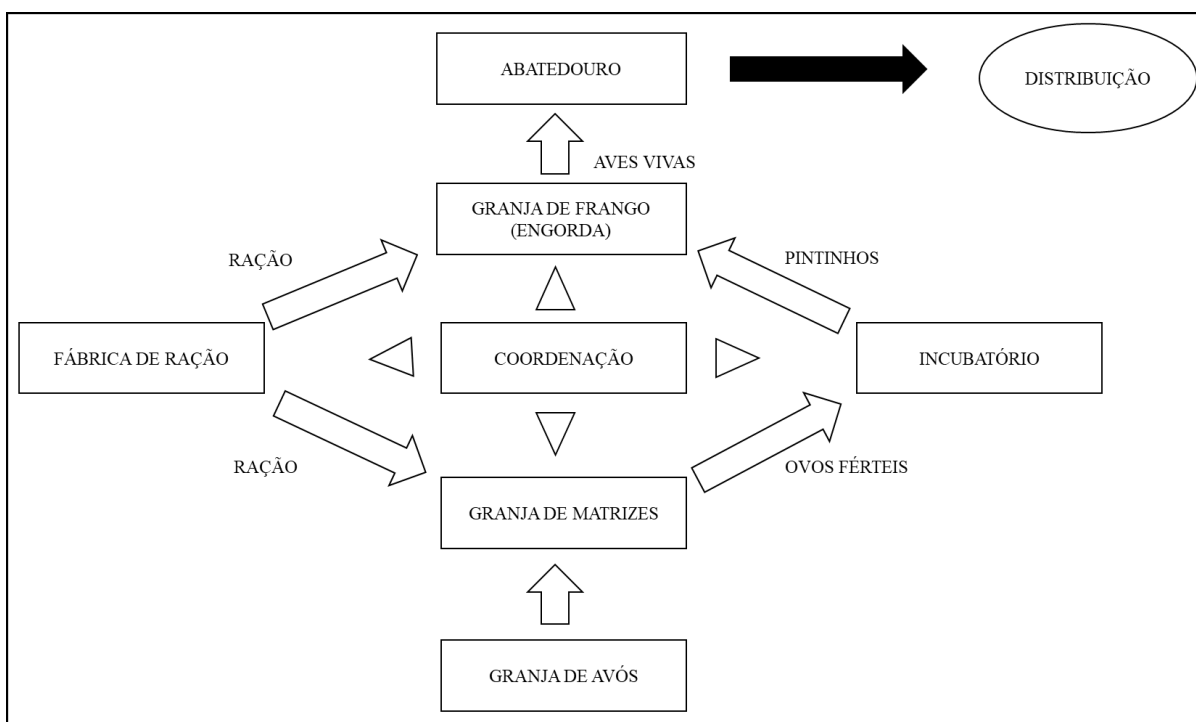 ABATEDOURO
DISTRIBUIÇÃO
AVES VIVAS
GRANJA DE FRANGO
(ENGORDA)
RAÇÃO
PINTINHOS
FÁBRICA DE RAÇÃO
COORDENAÇÃO
INCUBATÓRIO
RAÇÃO
OVOS FÉRTEIS
GRANJA DE MATRIZES
GRANJA DE AVÓS